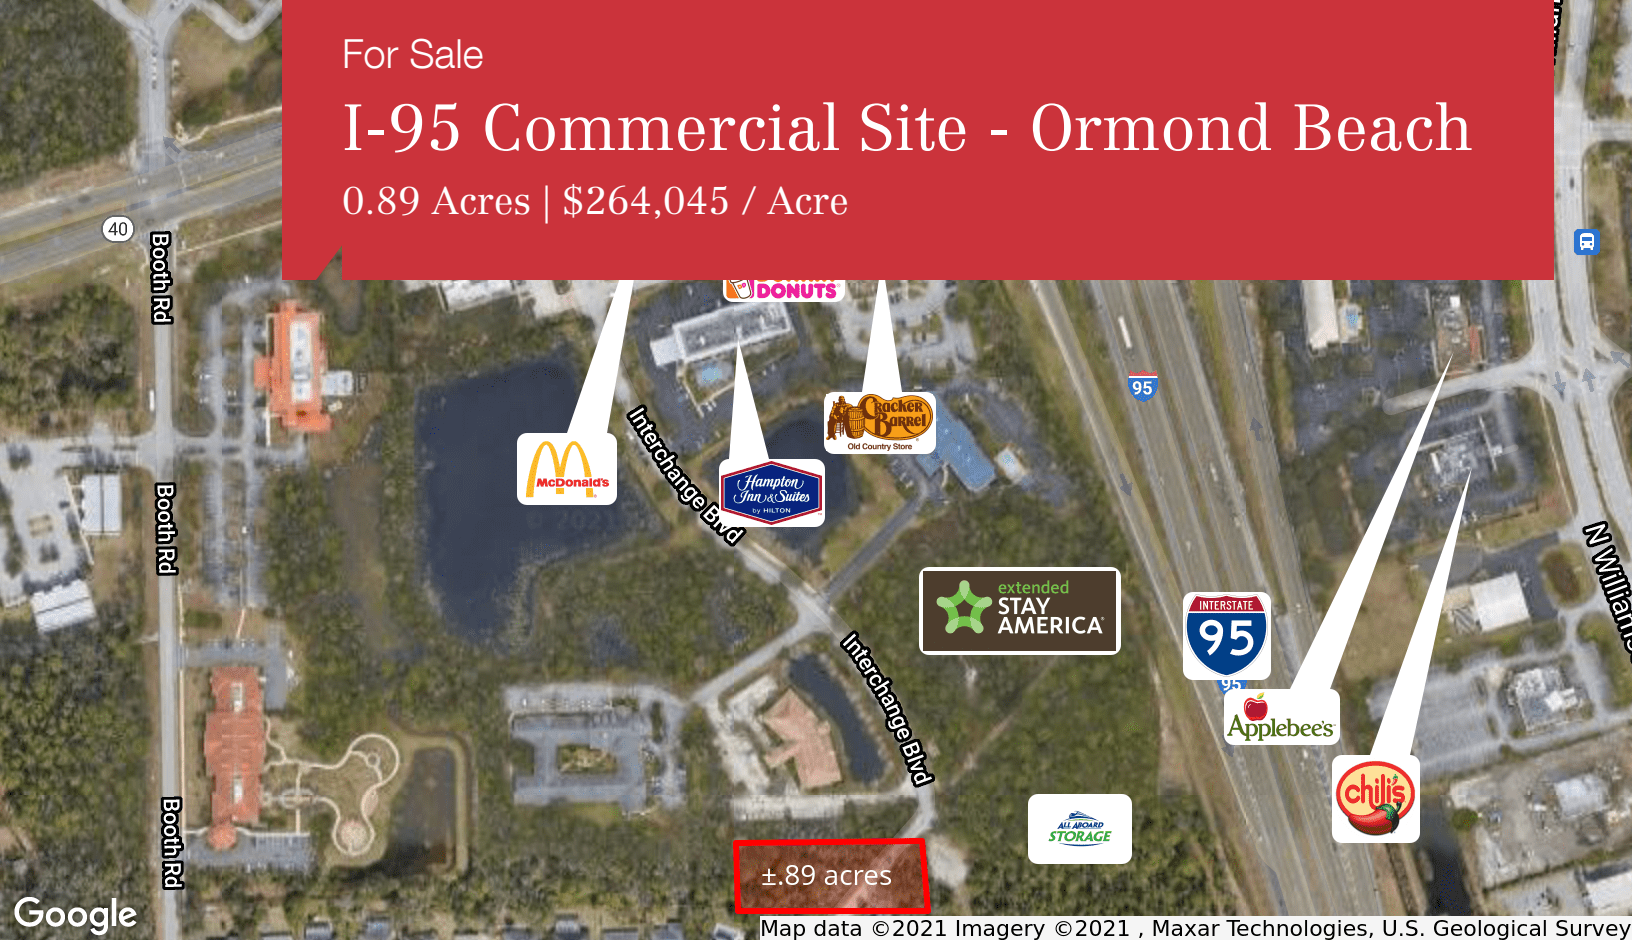 For Sale
I-95 Commercial Site - Ormond Beach
0.89 Acres | $264,045 / Acre
40
Booth Rd
DONUTS
95
Cracker
Barrel
Old Country Store
McDonald's
Interchange Blvd
Hampton
Inn & Suites
by HILTON
Booth Rd
N Williams
extended
STAY
AMERICA
INTERSTATE
95
95
Interchange Blvd
Applebee's
chili's
ALL ABOARD
STORAGE
Booth Rd
±.89 acres
Google
Map data ©2021 Imagery ©2021 , Maxar Technologies, U.S. Geological Survey